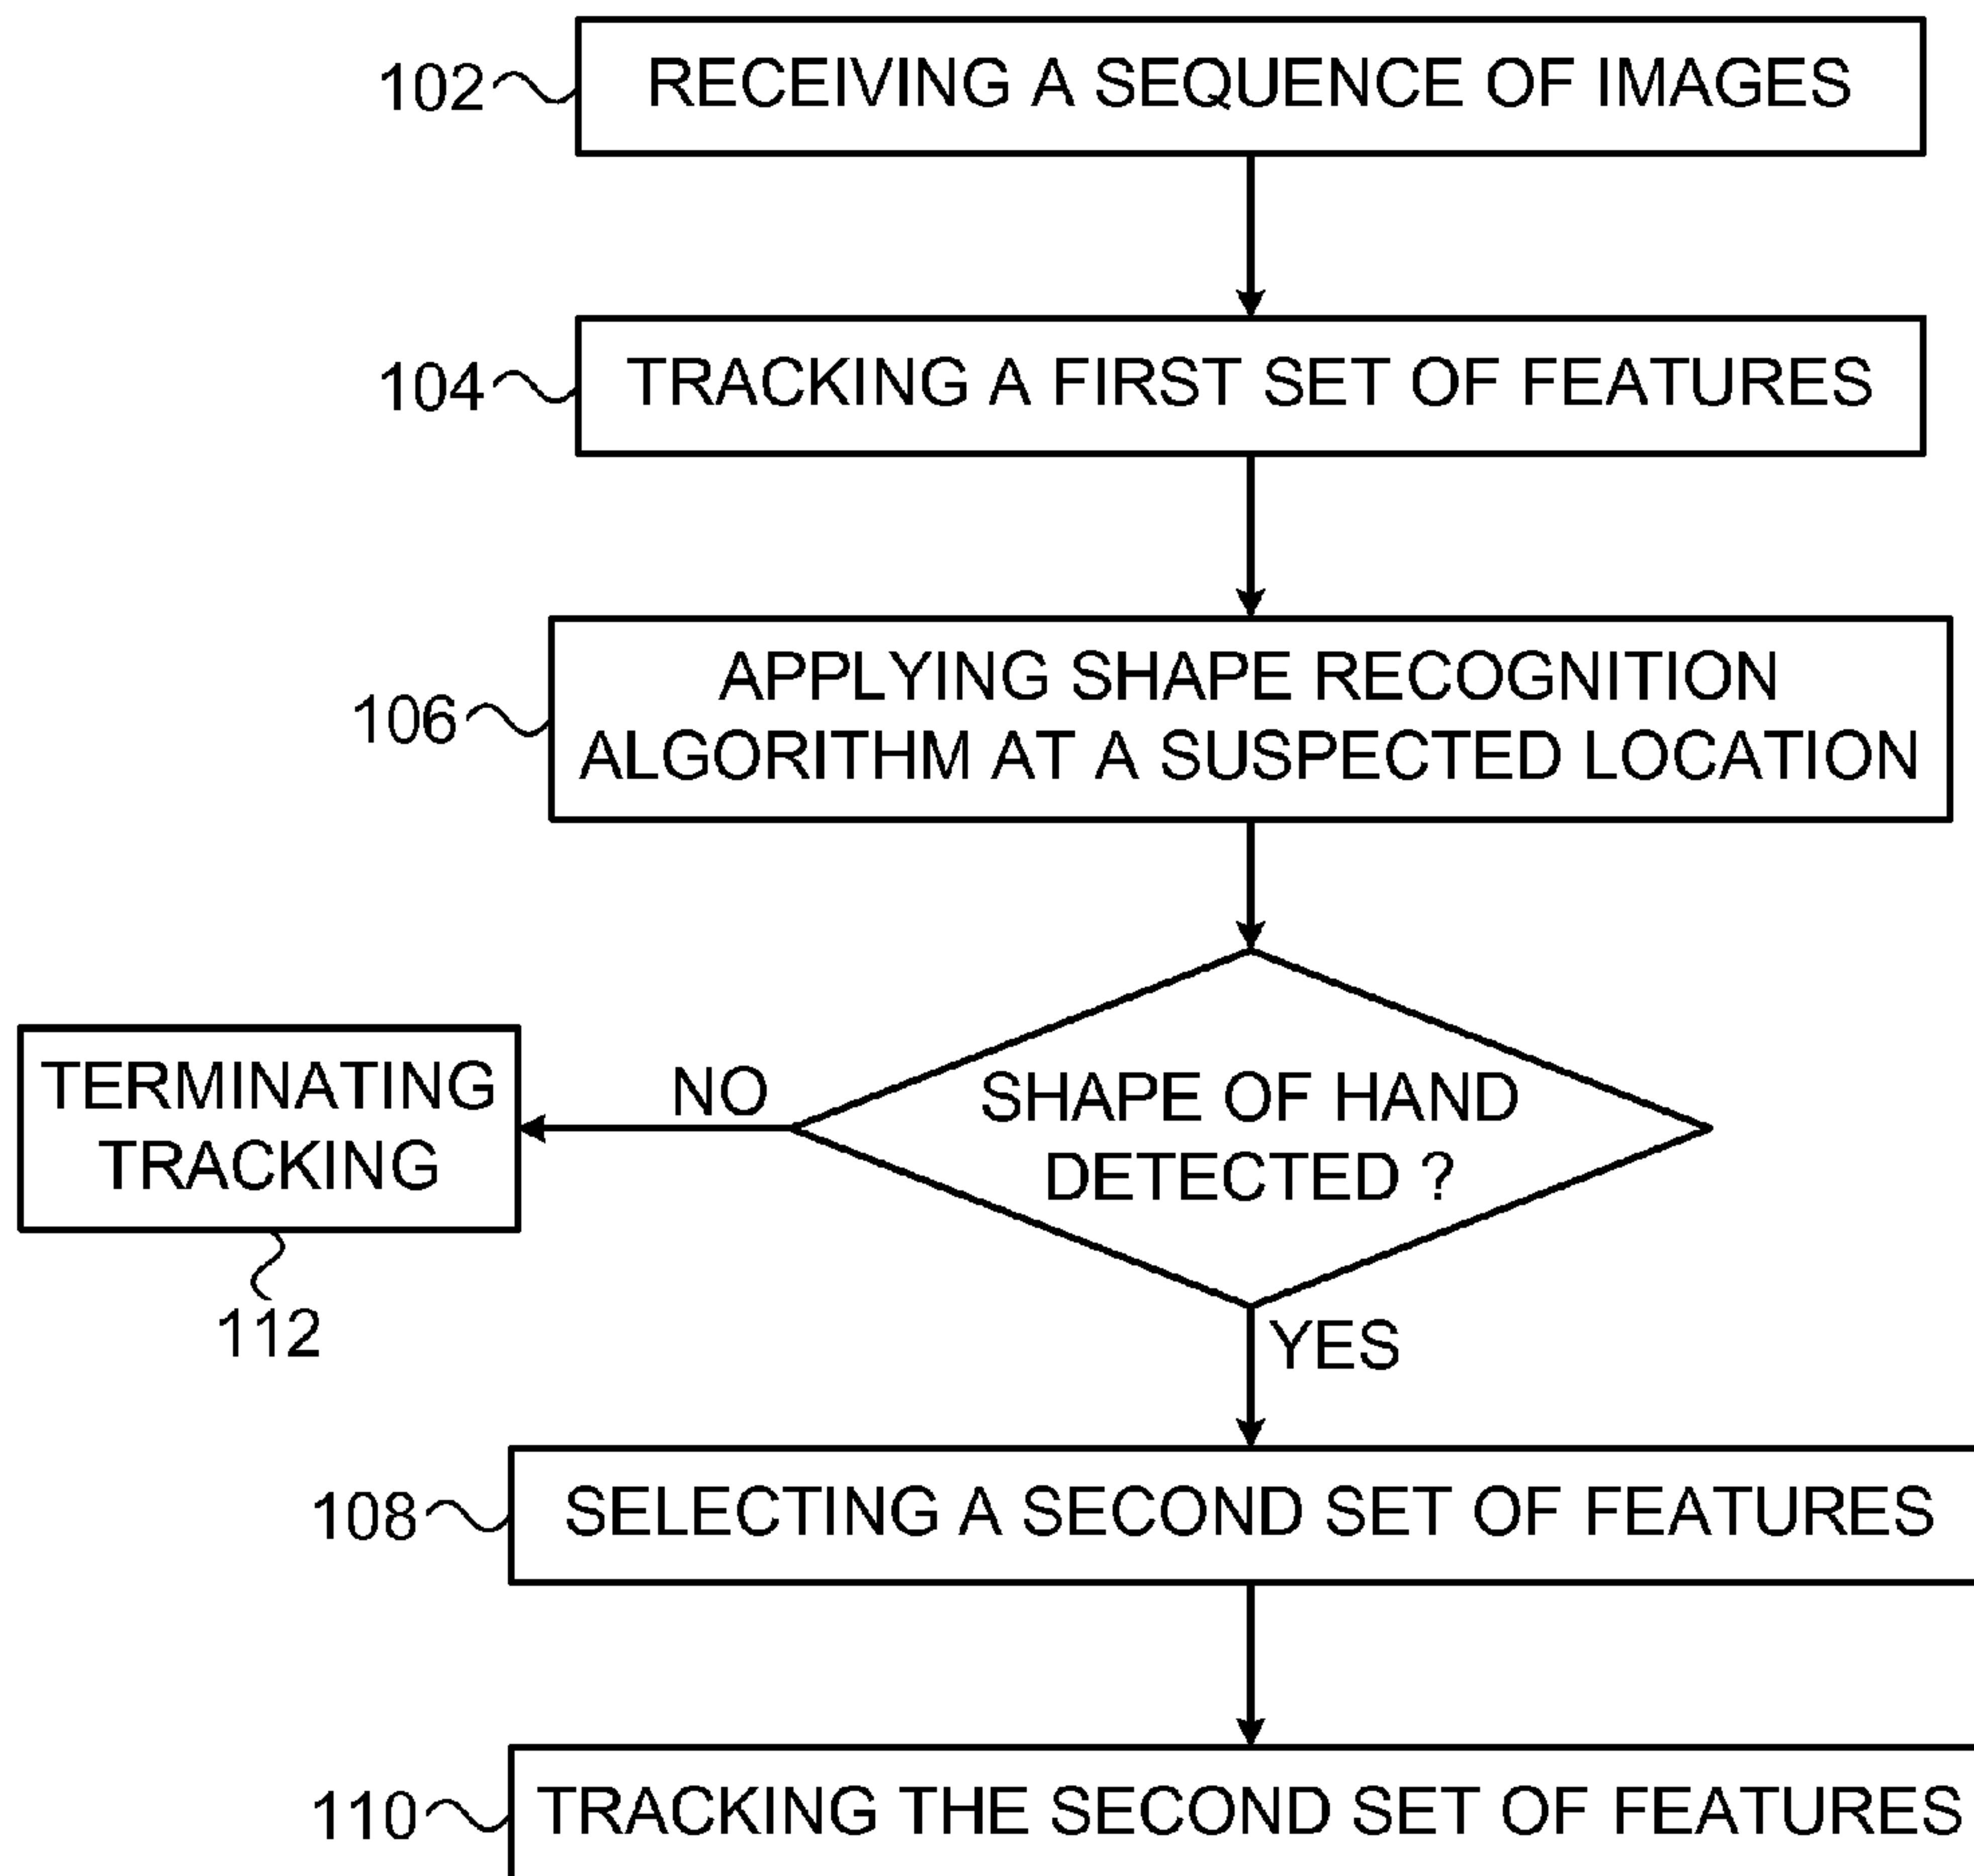 102
RECEIVING A SEQUENCE OF IMAGES
104
TRACKING A FIRST SET OF FEATURES
106
APPLYING SHAPE RECOGNITION
ALGORITHM AT A SUSPECTED LOCATION
SHAPE OF HAND
DETECTED ?
NO
TERMINATING
TRACKING
112
YES
108
SELECTING A SECOND SET OF FEATURES
110
TRACKING THE SECOND SET OF FEATURES